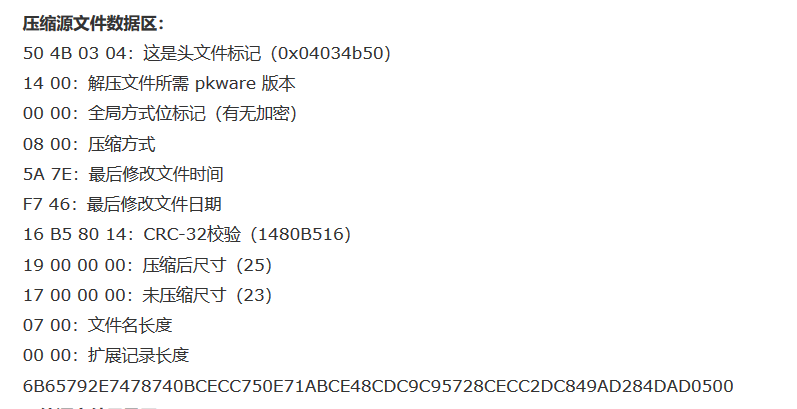 压缩源文件数据区：
50 4B 03 04：这是头文件标记（0x04034b50）
14 00：解压文件所需 pkware 版本
00 00：全局方式位标记（有无加密）
08 00：压缩方式
5A 7E：最后修改文件时间
F7 46：最后修改文件日期
16 B5 80 14：CRC-32校验（1480B516）
19 00 00 00：压缩后尺寸（25）
17 00 00 00：未压缩尺寸（23）
07 00：文件名长度
00 00：扩展记录长度
6B65792E7478740BCECC750E71ABCE48CDC9C95728CECC2DC849AD284DAD0500